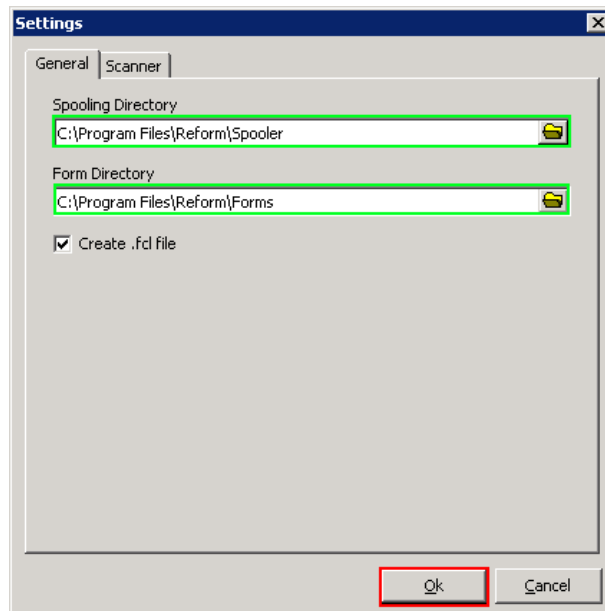 Settings
General Scanner
Spooling Directory
C:\Program Files\Reform\Spooler
Form Directory
C:\Program Files\Reform\Forms
Create .fcl file
Ok Cancel